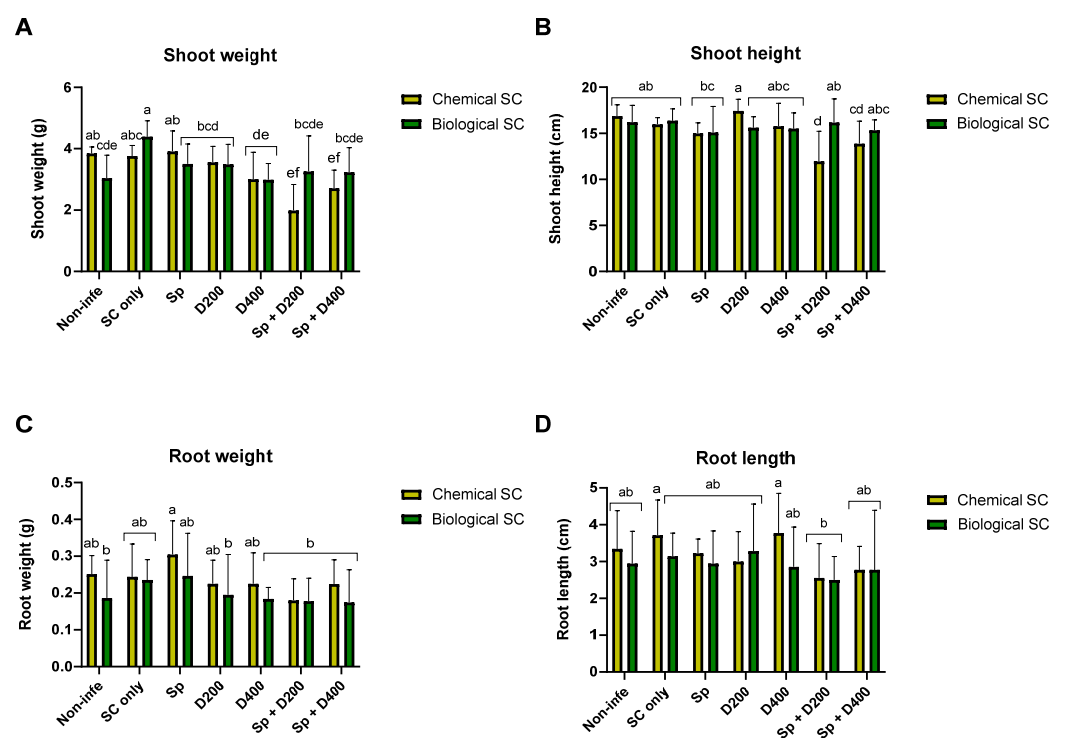 A
Shoot weight
Shoot weight (g)
6
4
2
0
ab
cde
abc
a
ab
bcd
de
ef
bcde
ef
bcde
Non-infe
SC only
Sp
D200
D400
Sp + D200
Sp + D400
Chemical SC
Biological SC
B
Shoot height
Shoot height (cm)
20
15
10
5
0
ab
bc
a
abc
d
ab
cd
abc
Non-infe
SC only
Sp
D200
D400
Sp + D200
Sp + D400
Chemical SC
Biological SC
C
Root weight
Root weight (g)
0.5
0.4
0.3
0.2
0.1
0.0
ab
b
ab
a
ab
ab
b
ab
b
Non-infe
SC only
Sp
D200
D400
Sp + D200
Sp + D400
Chemical SC
Biological SC
D
Root length
Root length (cm)
5
4
3
2
1
0
ab
a
ab
a
ab
b
ab
Non-infe
SC only
Sp
D200
D400
Sp + D200
Sp + D400
Chemical SC
Biological SC